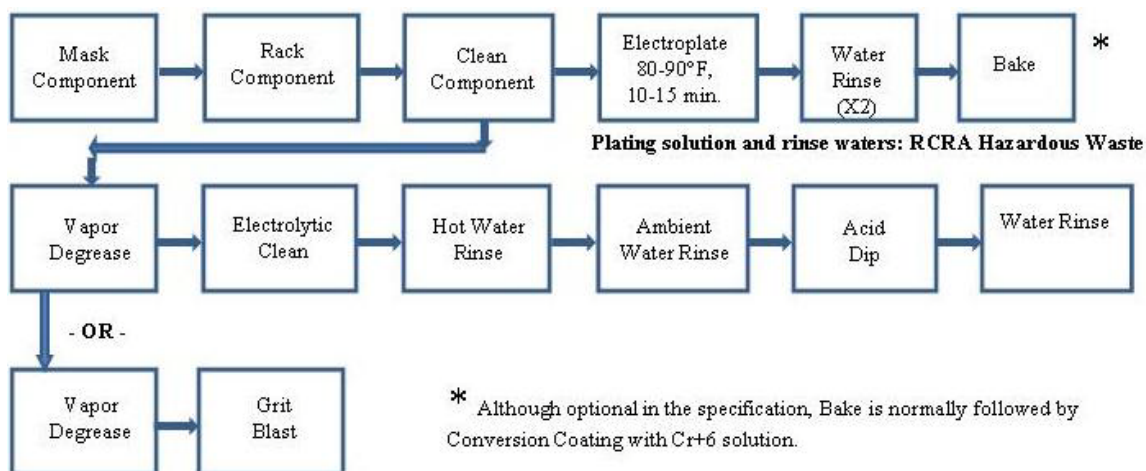 Mask
Component
Rack
Component
Clean
Component
Electroplate
80-90°F,
10-15 min.
Water
Rinse
(X2)
Bake
*
Plating solution and rinse waters: RCRA Hazardous Waste
Vapor
Degrease
Electrolytic
Clean
Hot Water
Rinse
Ambient
Water Rinse
Acid
Dip
Water Rinse
- OR -
Vapor
Degrease
Grit
Blast
* Although optional in the specification, Bake is normally followed by
Conversion Coating with Cr+6 solution.